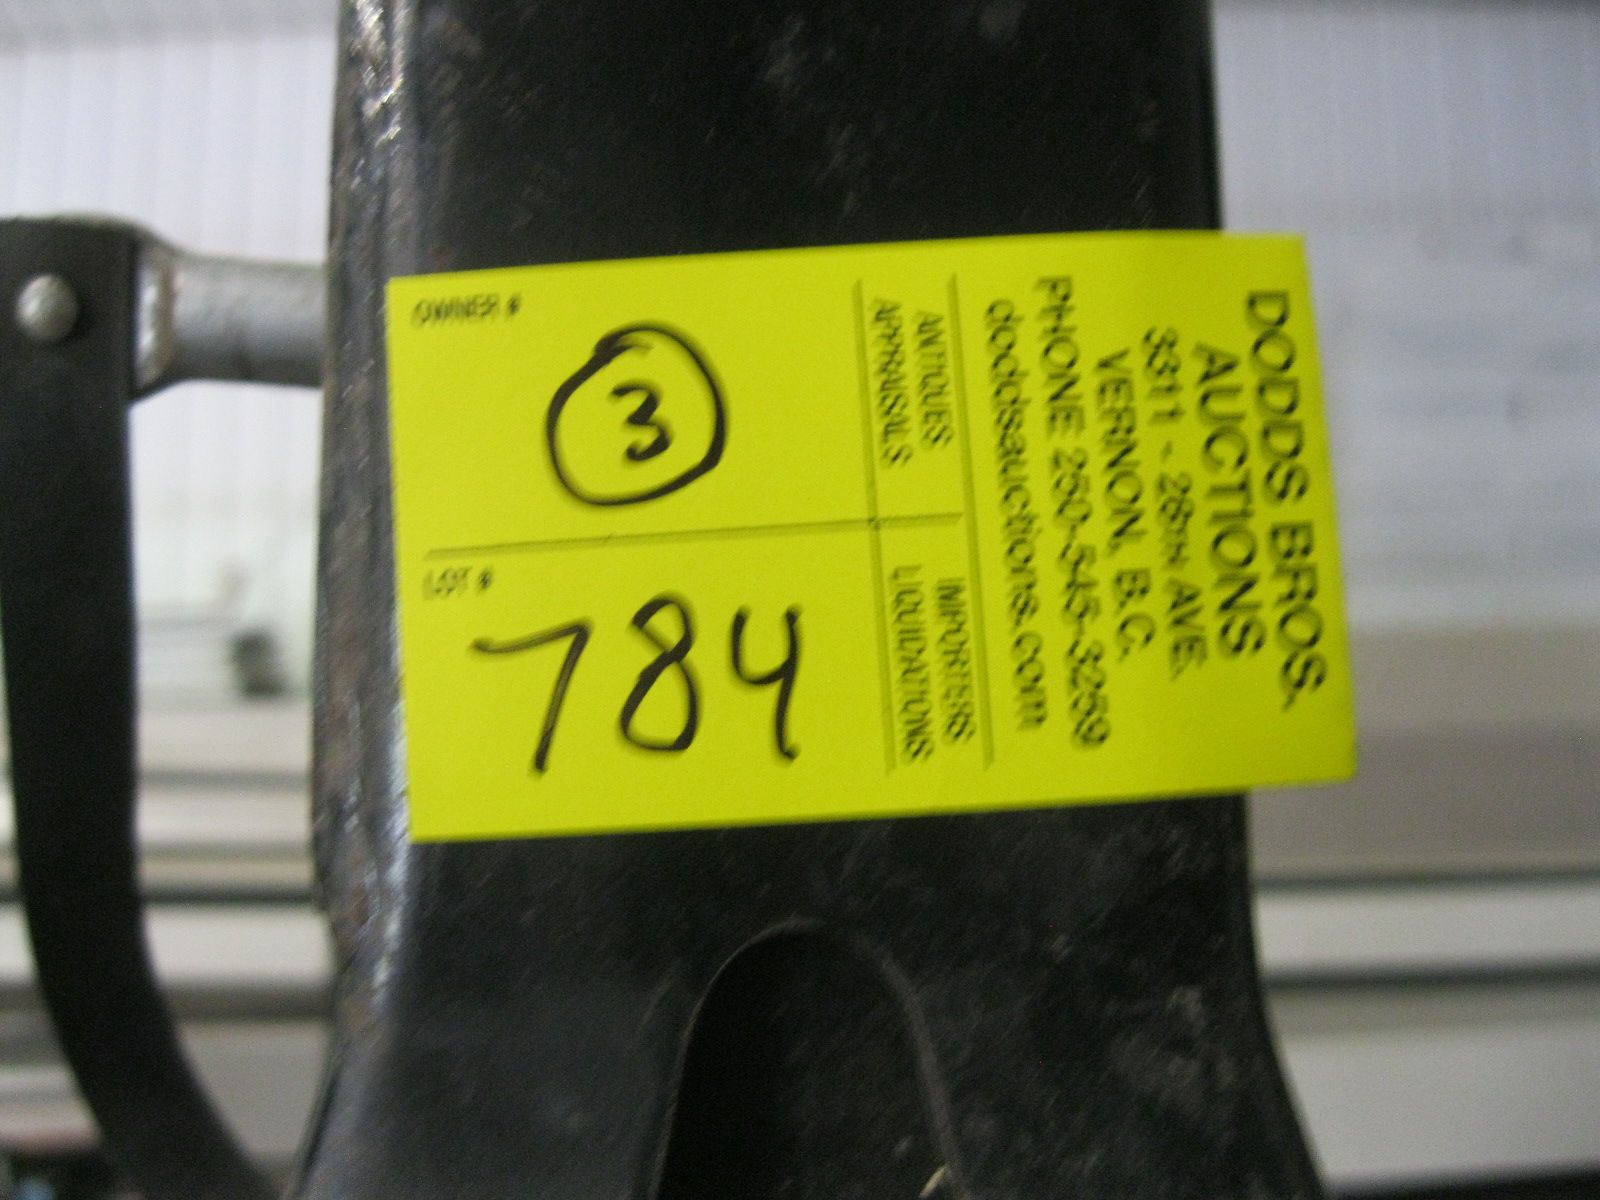 DODDS BROS.
AUCTIONS
3311 - 28TH AVE.
VERNON, B.C.
PHONE 250-545-3259
doddsauctions.com
ANTIQUES
APPRAISALS
IMPORTERS
LIQUIDATIONS
OWNER #
3
LOT #
784